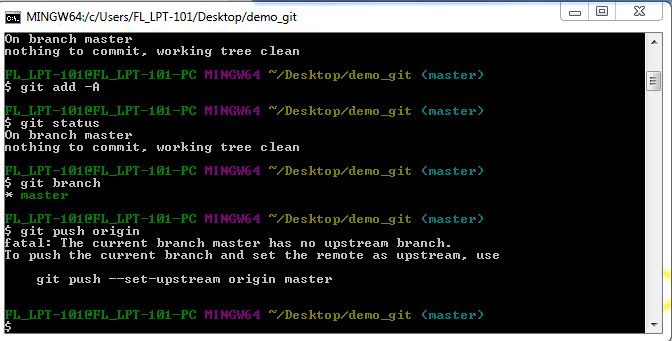 MINGW64:/c/Users/FL_LPT-101/Desktop/demo_git
On branch master
nothing to commit, working tree clean
FL_LPT-101@FL_LPT-101-PC MINGW64 ~/Desktop/demo_git (master)
$ git add -A
FL_LPT-101@FL_LPT-101-PC MINGW64 ~/Desktop/demo_git (master)
$ git status
On branch master
nothing to commit, working tree clean
FL_LPT-101@FL_LPT-101-PC MINGW64 ~/Desktop/demo_git (master)
$ git branch
* master
FL_LPT-101@FL_LPT-101-PC MINGW64 ~/Desktop/demo_git (master)
$ git push origin
fatal: The current branch master has no upstream branch.
To push the current branch and set the remote as upstream, use
git push --set-upstream origin master
FL_LPT-101@FL_LPT-101-PC MINGW64 ~/Desktop/demo_git (master)
$